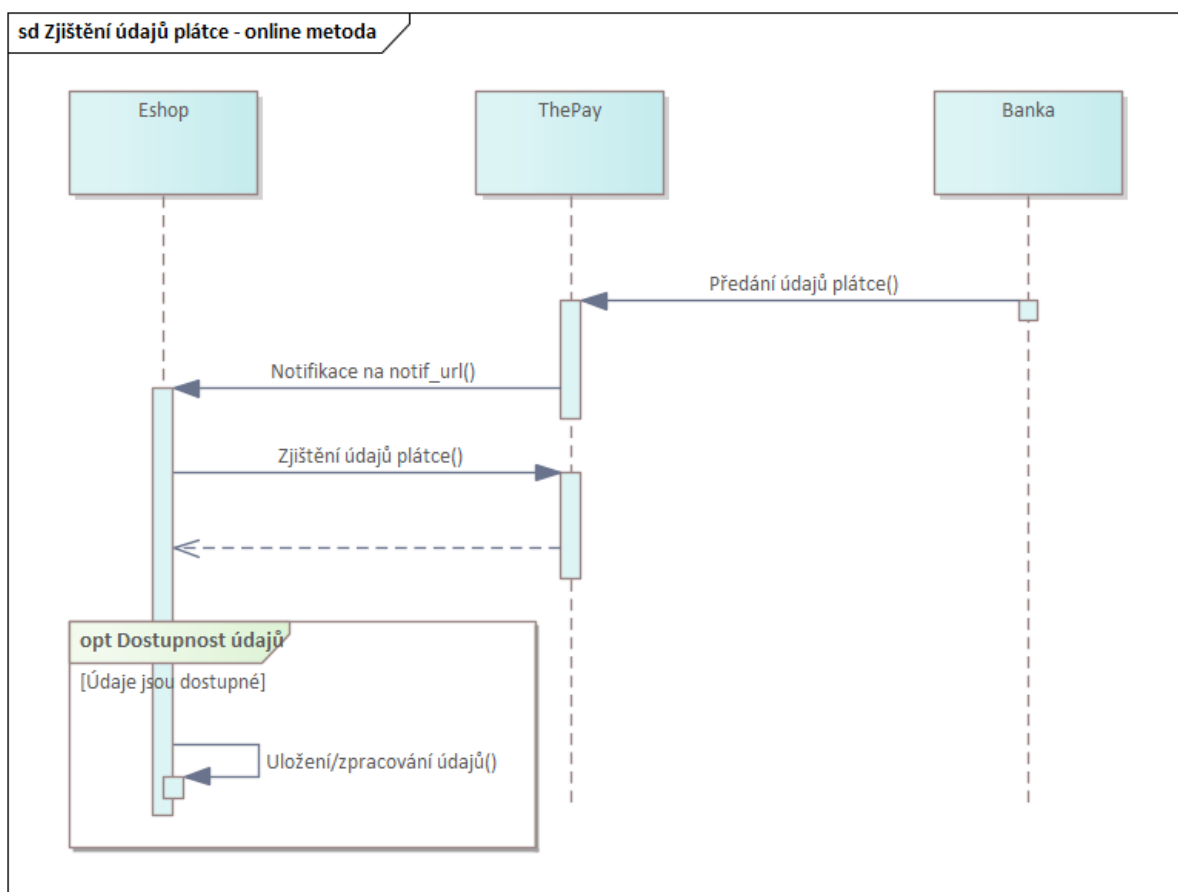 sd Zjištění údajů plátce - online metoda
Eshop
ThePay
Banka
Předání údajů plátce()
Notifikace na notif_url()
Zjištění údajů plátce()
opt Dostupnost údajů
[Údaje jsou dostupné]
Uložení/zpracování údajů()